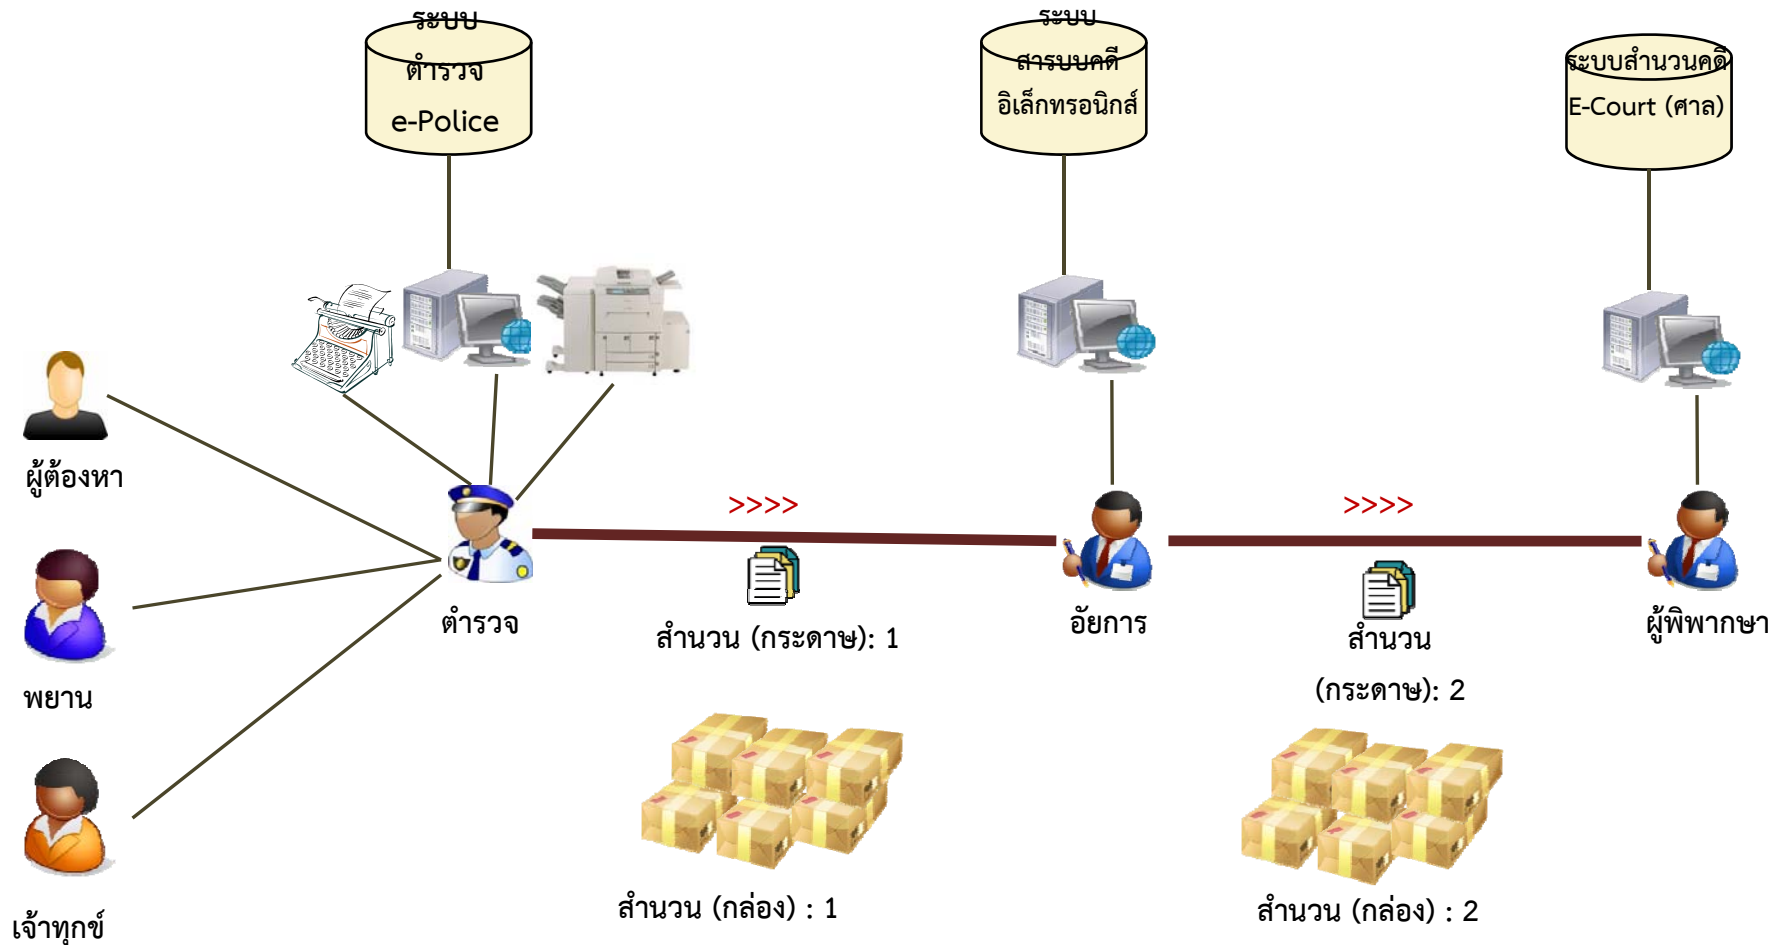 ระบบ
ตำรวจ
e-Police
ระบบ
สารบบคดี
อิเล็กทรอนิกส์
ระบบสำนวนคดี
E-Court (ศาล)
ผู้ต้องหา
>>>>
>>>>
ตำรวจ
สำนวน (กระดาษ): 1
อัยการ
สำนวน
(กระดาษ): 2
ผู้พิพากษา
พยาน
สำนวน (กล่อง) : 1
สำนวน (กล่อง) : 2
เจ้าทุกข์